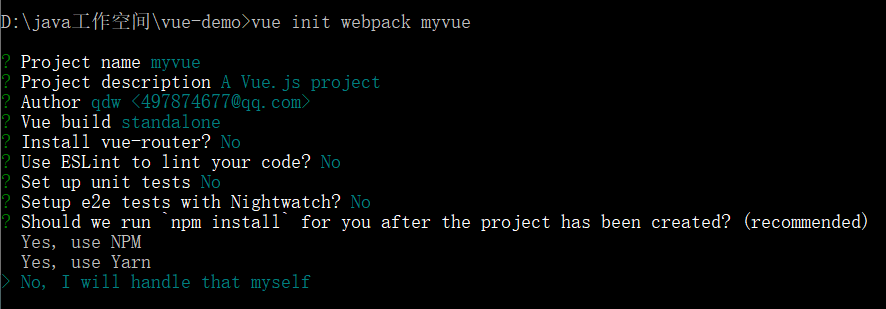 D:\java工作空间\vue-demo>vue init webpack myvue
? Project name myvue
? Project description A Vue.js project
? Author qdw <497874677@qq.com>
? Vue build standalone
? Install vue-router? No
? Use ESLint to lint your code? No
? Set up unit tests No
? Setup e2e tests with Nightwatch? No
? Should we run `npm install` for you after the project has been created? (recommended)
Yes, use NPM
Yes, use Yarn
> No, I will handle that myself